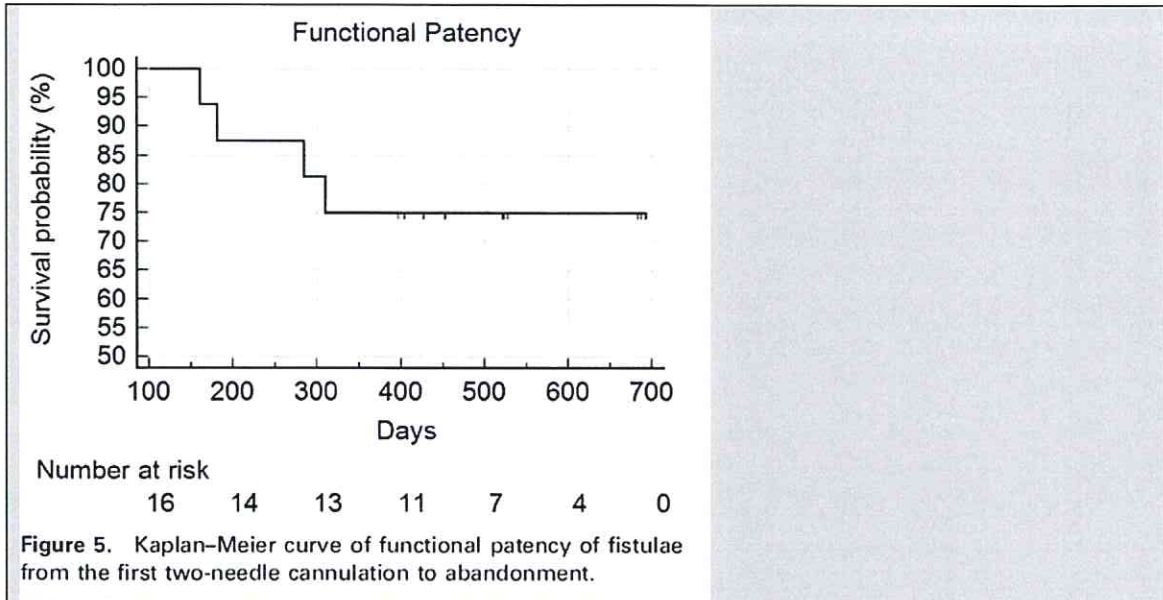 Functional Patency
Survival probability (%)
100
95
90
85
80
75
70
65
60
55
50
100 200 300 400 500 600 700
Days
Number at risk
16 14 13 11 7 4 0
Figure 5. Kaplan–Meier curve of functional patency of fistulae
from the first two-needle cannulation to abandonment.